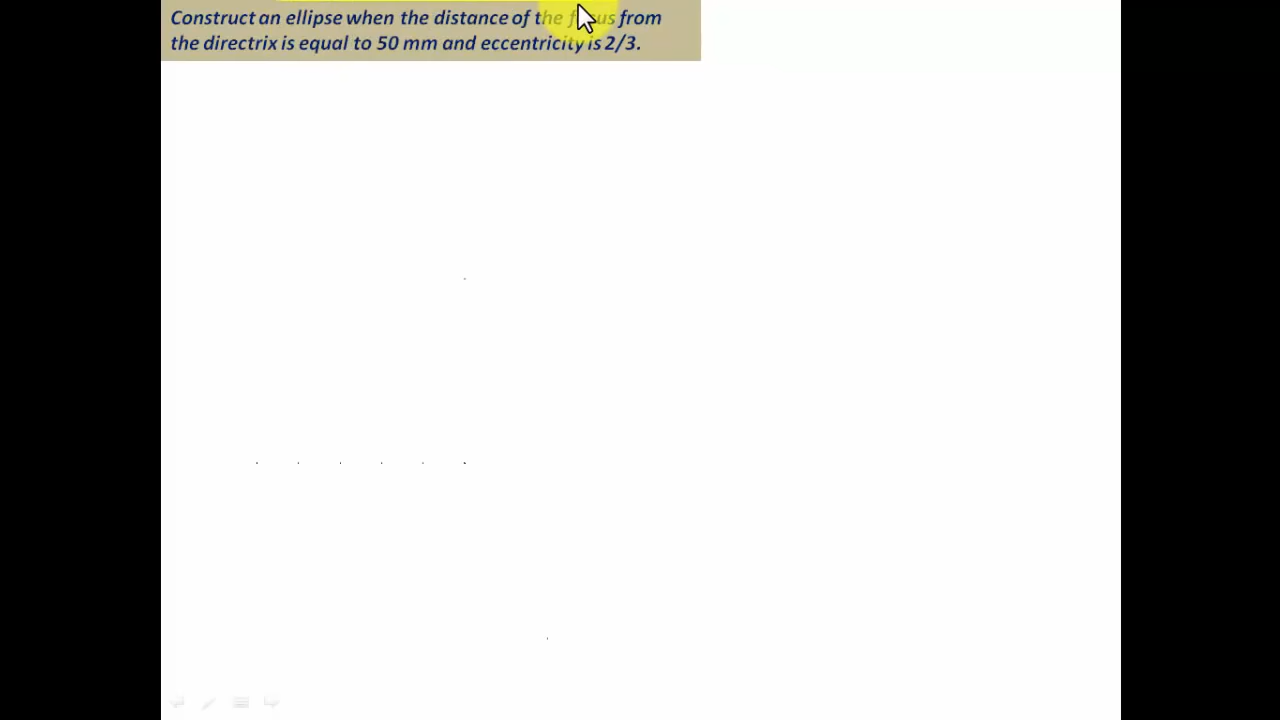 Construct an ellipse when the distance of the focus from
the directrix is equal to 50 mm and eccentricity is 2/3.